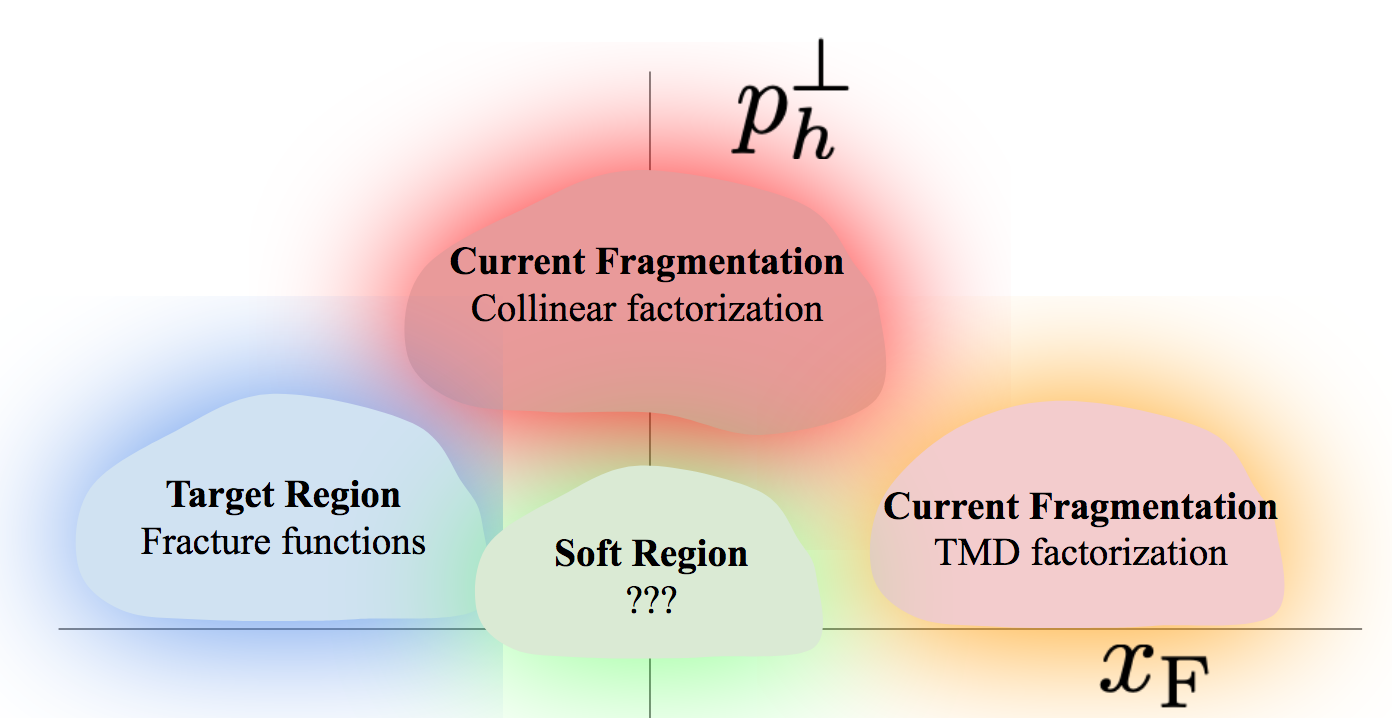 p_h^⊥
Current Fragmentation
Collinear factorization
Target Region
Fracture functions
Soft Region
???
Current Fragmentation
TMD factorization
x_F